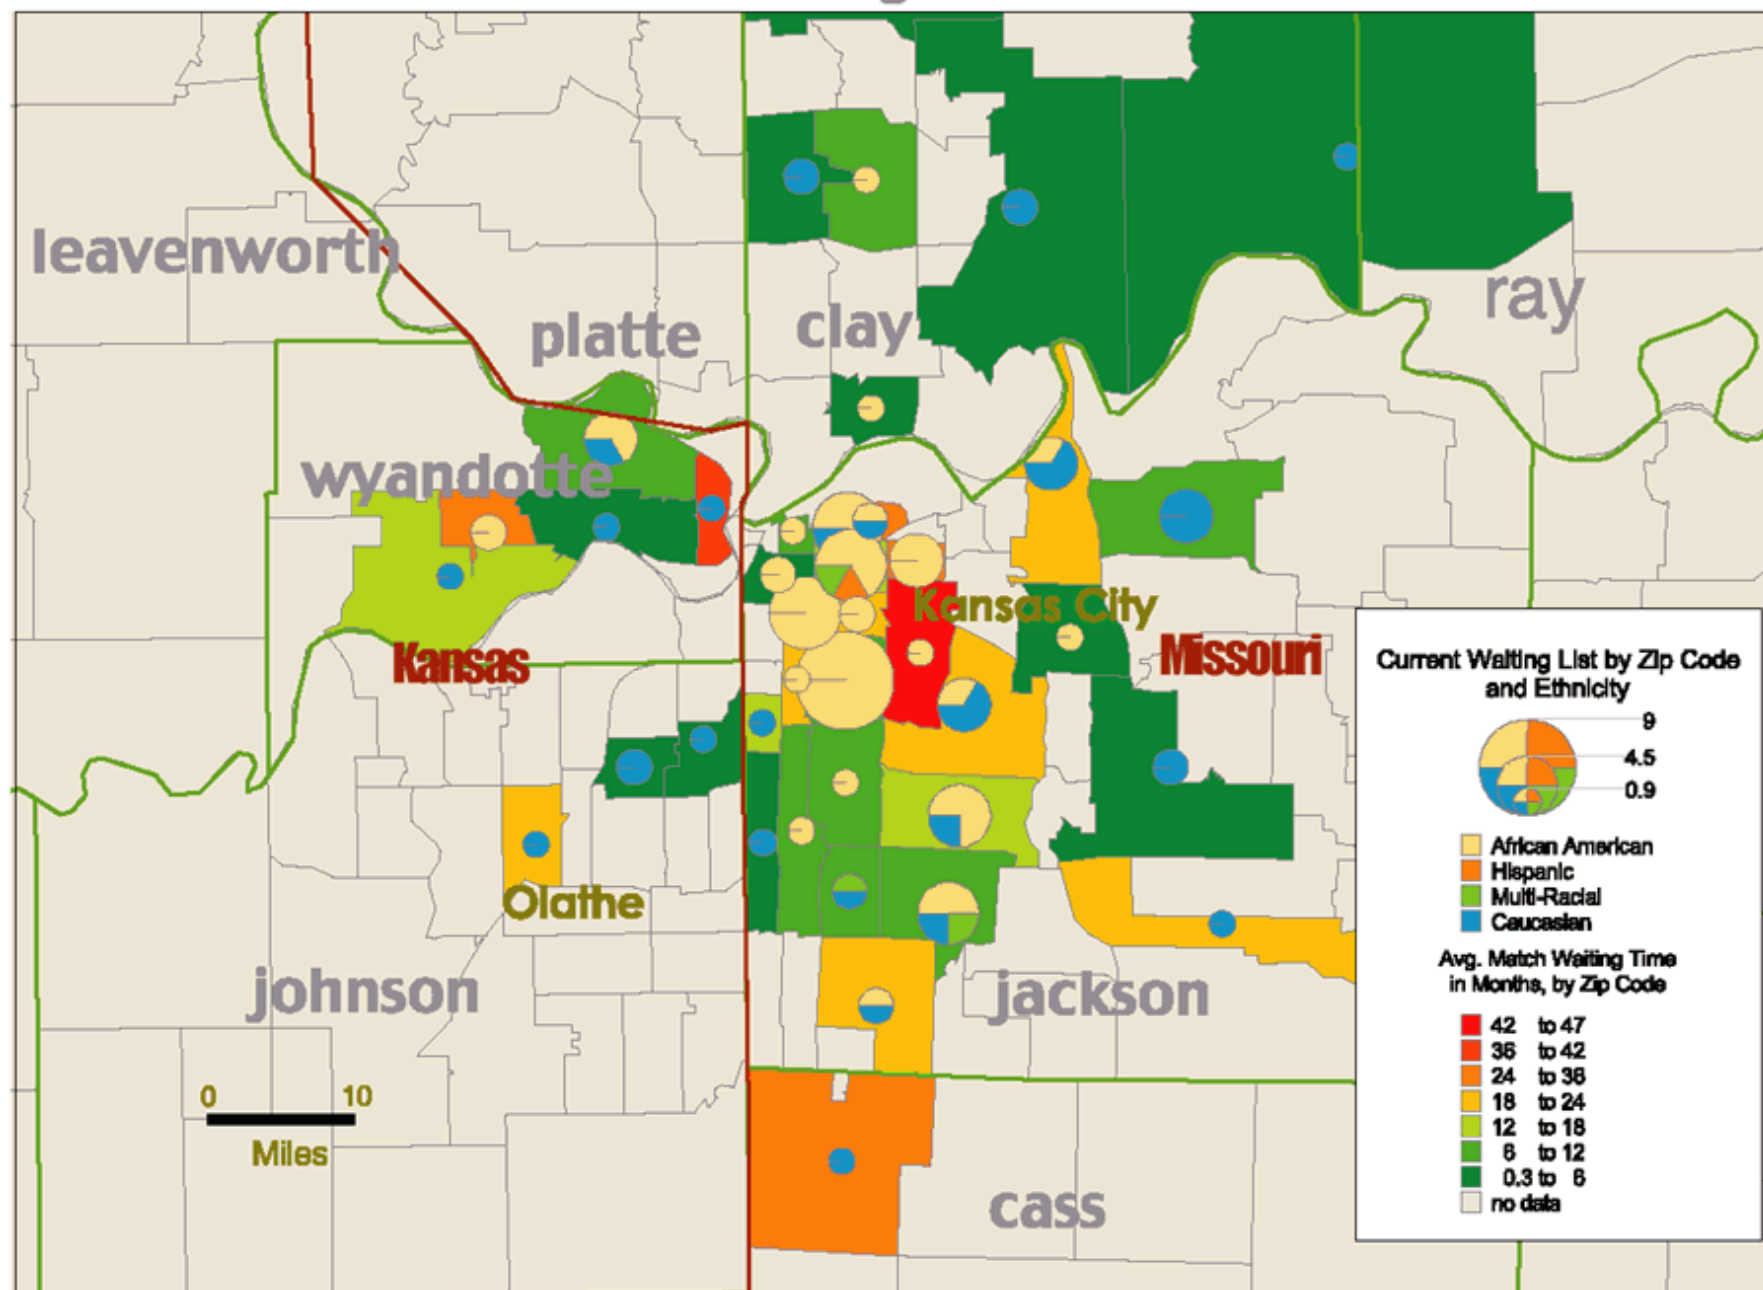 leavenworth
platte
clay
ray
wyandotte
Kansas City
Kansas
Missouri
Olathe
johnson
jackson
cass
0 10
Miles
Current Waiting List by Zip Code
and Ethnicity
9
4.5
0.9
African American
Hispanic
Multi-Racial
Caucasian
Avg. Match Waiting Time
in Months, by Zip Code
42 to 47
36 to 42
24 to 36
18 to 24
12 to 18
6 to 12
0.3 to 6
no data